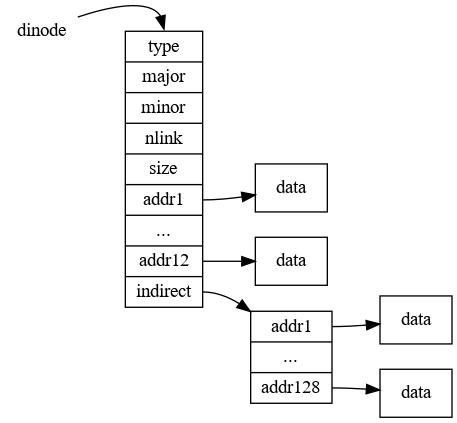 dinode
type
major
minor
nlink
size
addr1
...
addr12
indirect
data
data
addr1
...
addr128
data
data